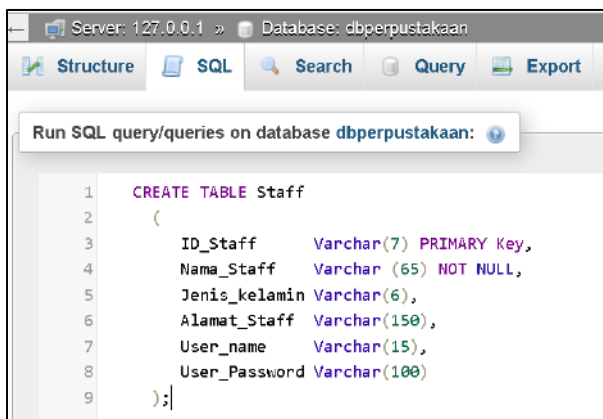 Server: 127.0.0.1 » Database: dbperpustakaan
Structure SQL Search Query Export
Run SQL query/queries on database dbperpustakaan:
1 CREATE TABLE Staff
2 (
3 ID_Staff Varchar(7) PRIMARY Key,
4 Nama_Staff Varchar (65) NOT NULL,
5 Jenis_kelamin Varchar(6),
6 Alamat_Staff Varchar(150),
7 User_name Varchar(15),
8 User_Password Varchar(100)
9 );